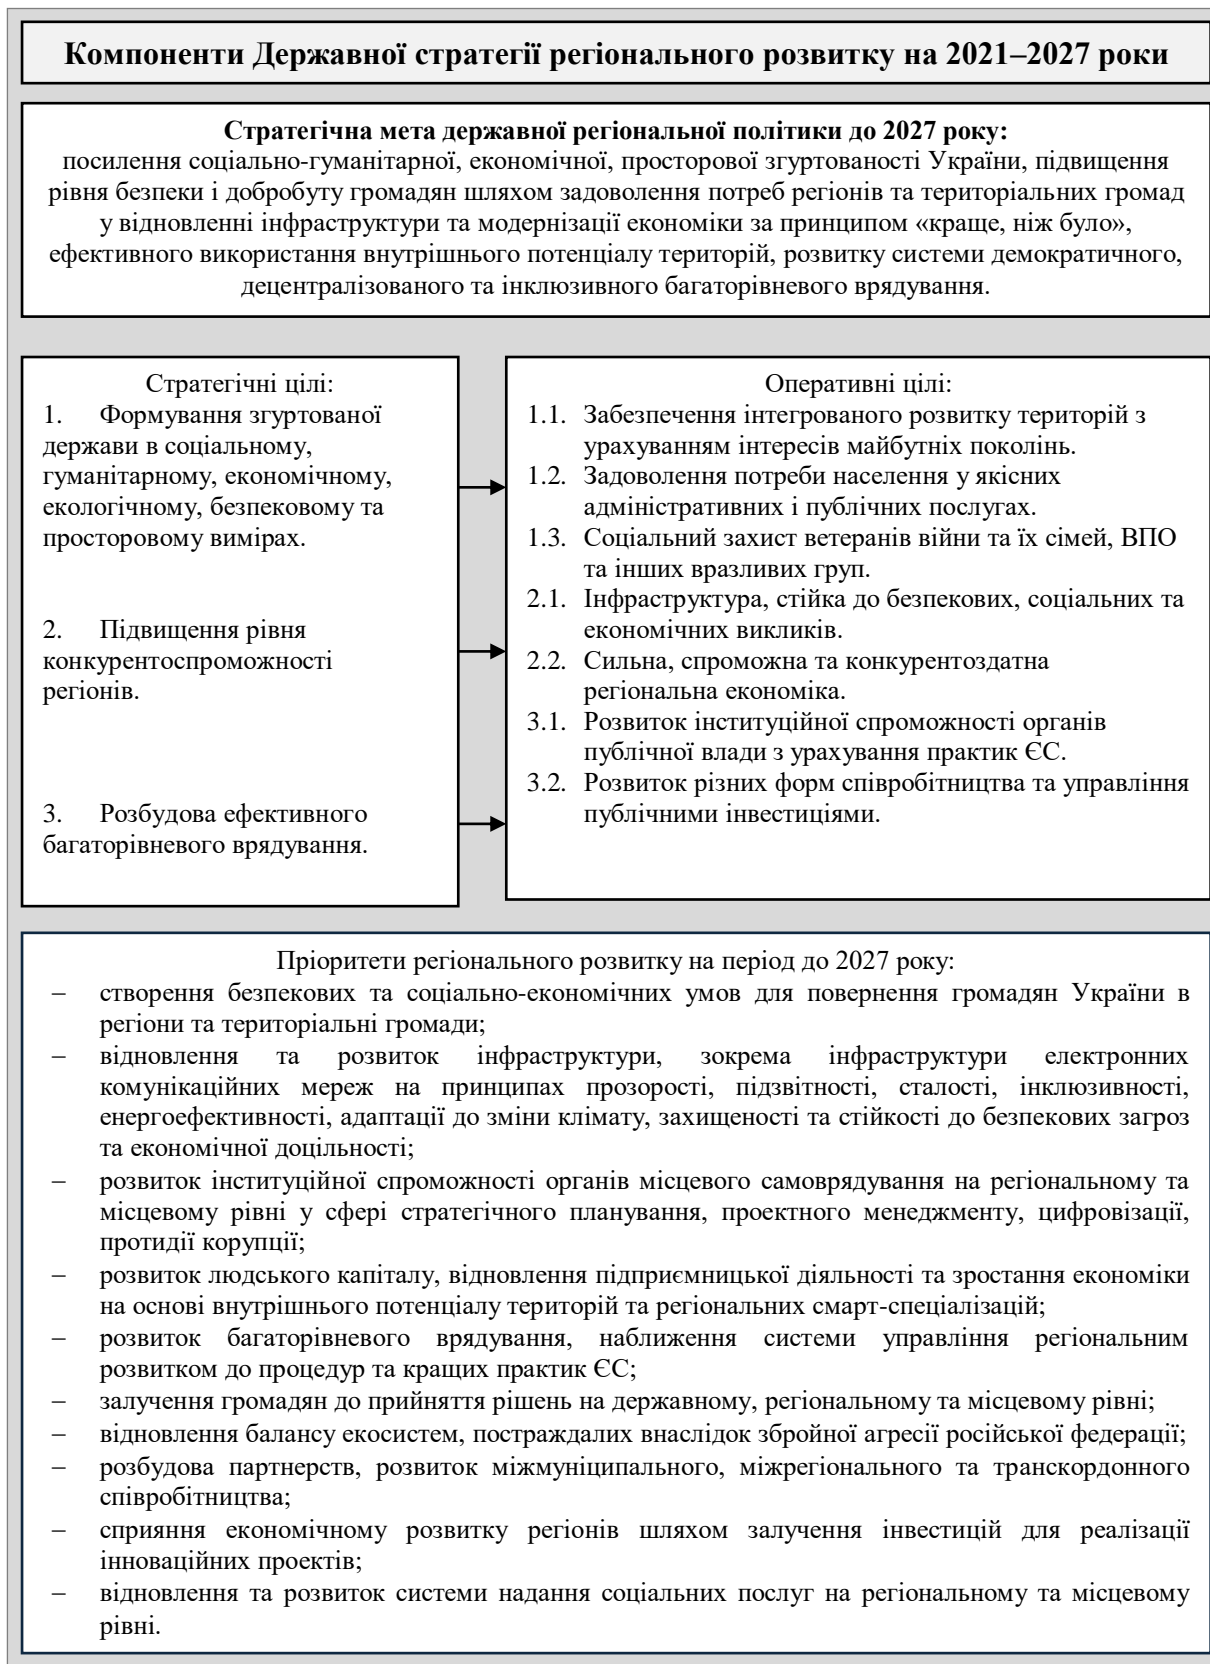 Компоненти Державної стратегії регіонального розвитку на 2021–2027 роки
Стратегічна мета державної регіональної політики до 2027 року:
посилення соціально-гуманітарної, економічної, просторової згуртованості України, підвищення
рівня безпеки і добробуту громадян шляхом задоволення потреб регіонів та територіальних громад
у відновленні інфраструктури та модернізації економіки за принципом «краще, ніж було»,
ефективного використання внутрішнього потенціалу територій, розвитку системи демократичного,
децентралізованого та інклюзивного багаторівневого врядування.
Стратегічні цілі:
1. Формування згуртованої
держави в соціальному,
гуманітарному, економічному,
екологічному, безпековому та
просторовому вимірах.
2. Підвищення рівня
конкурентоспроможності
регіонів.
3. Розбудова ефективного
багаторівневого врядування.
Оперативні цілі:
1.1. Забезпечення інтегрованого розвитку територій з
урахуванням інтересів майбутніх поколінь.
1.2. Задоволення потреби населення у якісних
адміністративних і публічних послугах.
1.3. Соціальний захист ветеранів війни та їх сімей, ВПО
та інших вразливих груп.
2.1. Інфраструктура, стійка до безпекових, соціальних та
економічних викликів.
2.2. Сильна, спроможна та конкурентоздатна
регіональна економіка.
3.1. Розвиток інституційної спроможності органів
публічної влади з урахування практик ЄС.
3.2. Розвиток різних форм співробітництва та управління
публічними інвестиціями.
Пріоритети регіонального розвитку на період до 2027 року:
– створення безпекових та соціально-економічних умов для повернення громадян України в
регіони та територіальні громади;
– відновлення та розвиток інфраструктури, зокрема інфраструктури електронних
комунікаційних мереж на принципах прозорості, підзвітності, сталості, інклюзивності,
енергоефективності, адаптації до зміни клімату, захищеності та стійкості до безпекових загроз
та економічної доцільності;
– розвиток інституційної спроможності органів місцевого самоврядування на регіональному та
місцевому рівні у сфері стратегічного планування, проектного менеджменту, цифровізації,
протидії корупції;
– розвиток людського капіталу, відновлення підприємницької діяльності та зростання економіки
на основі внутрішнього потенціалу територій та регіональних смарт-спеціалізацій;
– розвиток багаторівневого врядування, наближення системи управління регіональним
розвитком до процедур та кращих практик ЄС;
– залучення громадян до прийняття рішень на державному, регіональному та місцевому рівні;
– відновлення балансу екосистем, постраждалих внаслідок збройної агресії російської федерації;
– розбудова партнерств, розвиток міжмуніципального, міжрегіонального та транскордонного
співробітництва;
– сприяння економічному розвитку регіонів шляхом залучення інвестицій для реалізації
інноваційних проектів;
– відновлення та розвиток системи надання соціальних послуг на регіональному та місцевому
рівні.